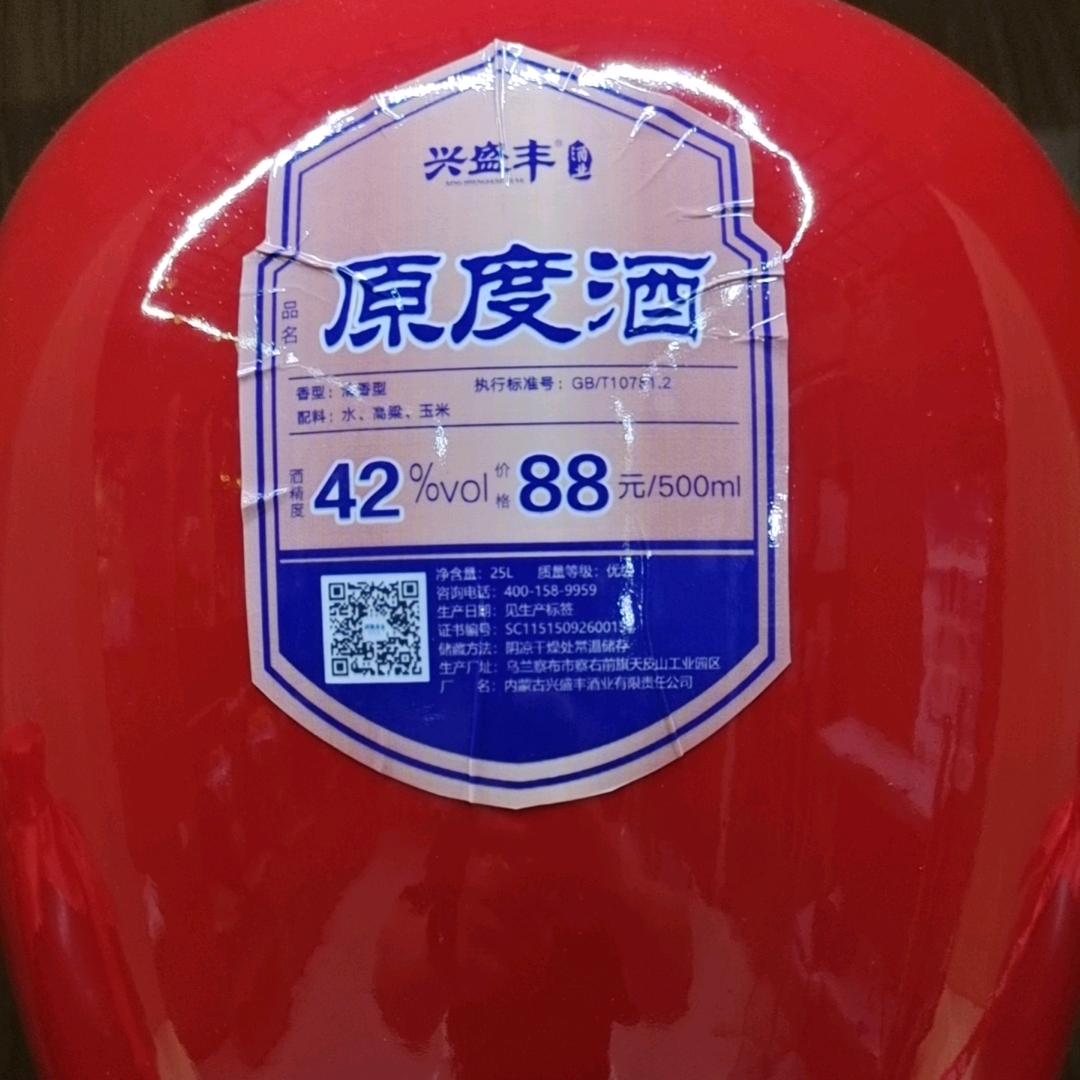 兴盛丰® 酒业
品名 原度酒
香型：清香型 执行标准号：GB/T10781.2
配料：水、高粱、玉米
酒精度 42%vol 价格 88元/500ml
净含量：25L 质量等级：优级
咨询电话：400-158-9959
生产日期：见生产标签
证书编号：
储藏方法：阴凉干燥处常温储存
生产厂址：乌兰察布市察右前旗天皮山工业园区
厂 名：内蒙古兴盛丰酒业有限责任公司